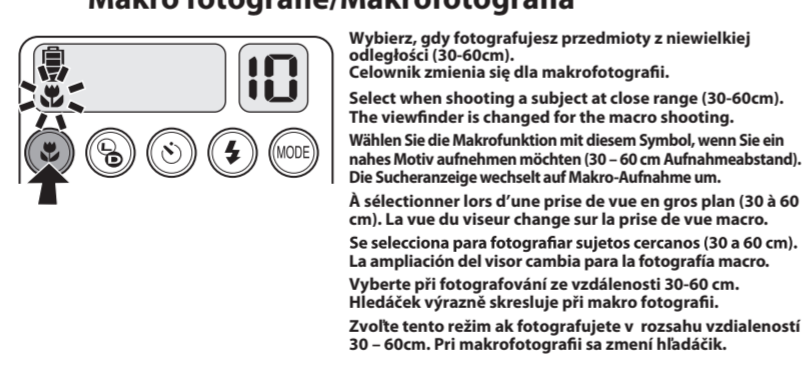 Makro fotografie/Makrofotografia
10
L
D
MODE
Wybierz, gdy fotografujesz przedmioty z niewielkiej
odległości (30-60cm).
Celownik zmienia się dla makrofotografii.
Select when shooting a subject at close range (30-60cm).
The viewfinder is changed for the macro shooting.
Wählen Sie die Makrofunktion mit diesem Symbol, wenn Sie ein
nahes Motiv aufnehmen möchten (30 – 60 cm Aufnahmeabstand).
Die Sucheranzeige wechselt auf Makro-Aufnahme um.
À sélectionner lors d'une prise de vue en gros plan (30 à 60
cm). La vue du viseur change sur la prise de vue macro.
Se selecciona para fotografiar sujetos cercanos (30 a 60 cm).
La ampliación del visor cambia para la fotografía macro.
Vyberte při fotografování ze vzdálenosti 30-60 cm.
Hledáček výrazně skresluje při makro fotografii.
Zvoľte tento režim ak fotografujete v rozsahu vzdialeností
30 – 60cm. Pri makrofotografii sa zmení hľadáčik.